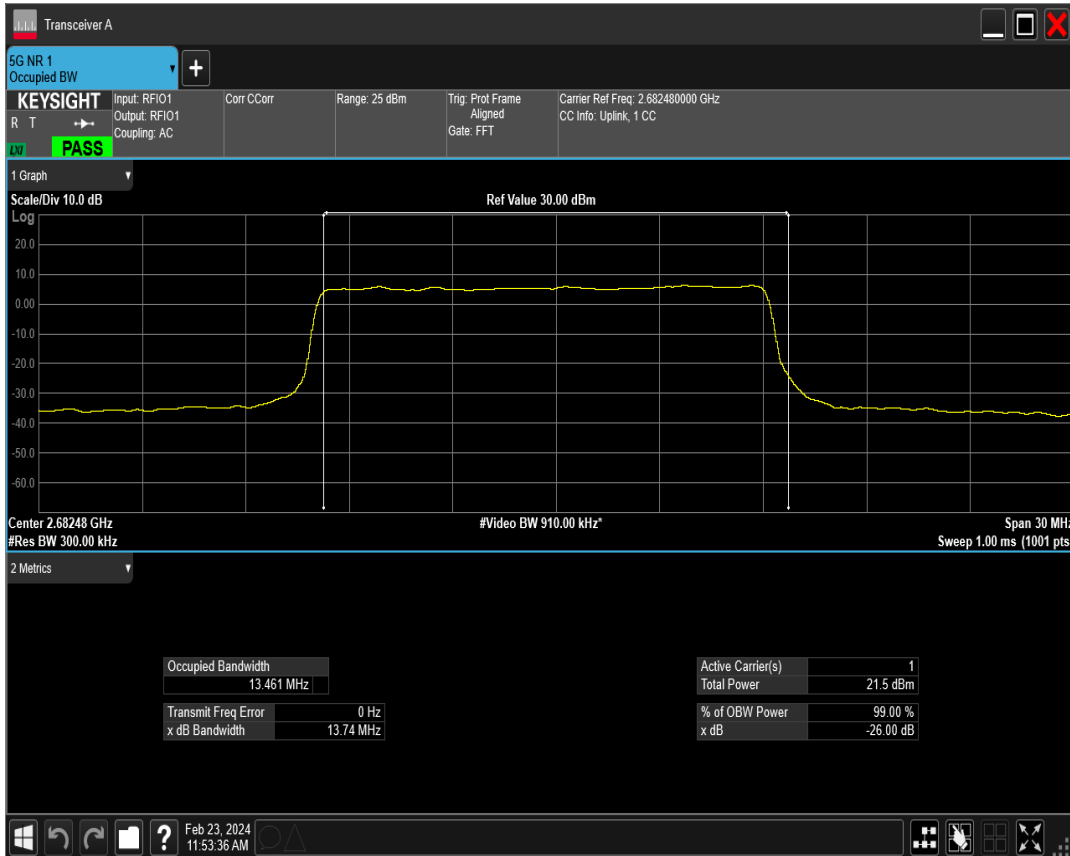 Transceiver A
5G NR 1
Occupied BW
KEYSIGHT
R T
LXI
PASS
Input: RFIO1
Output: RFIO1
Coupling: AC
Corr CCorr
Range: 25 dBm
Trig: Prot Frame
Aligned
Gate: FFT
Carrier Ref Freq: 2.682480000 GHz
CC Info: Uplink, 1 CC
1 Graph
Scale/Div 10.0 dB
Ref Value 30.00 dBm
Log
20.0
10.0
0.00
-10.0
-20.0
-30.0
-40.0
-50.0
-60.0
Center 2.68248 GHz
#Video BW 910.00 kHz*
Span 30 MHz
#Res BW 300.00 kHz
Sweep 1.00 ms (1001 pts
2 Metrics
Occupied Bandwidth
13.461 MHz
Transmit Freq Error 0 Hz
x dB Bandwidth 13.74 MHz
Active Carrier(s) 1
Total Power 21.5 dBm
% of OBW Power 99.00 %
x dB -26.00 dB
?
Feb 23, 2024
11:53:36 AM